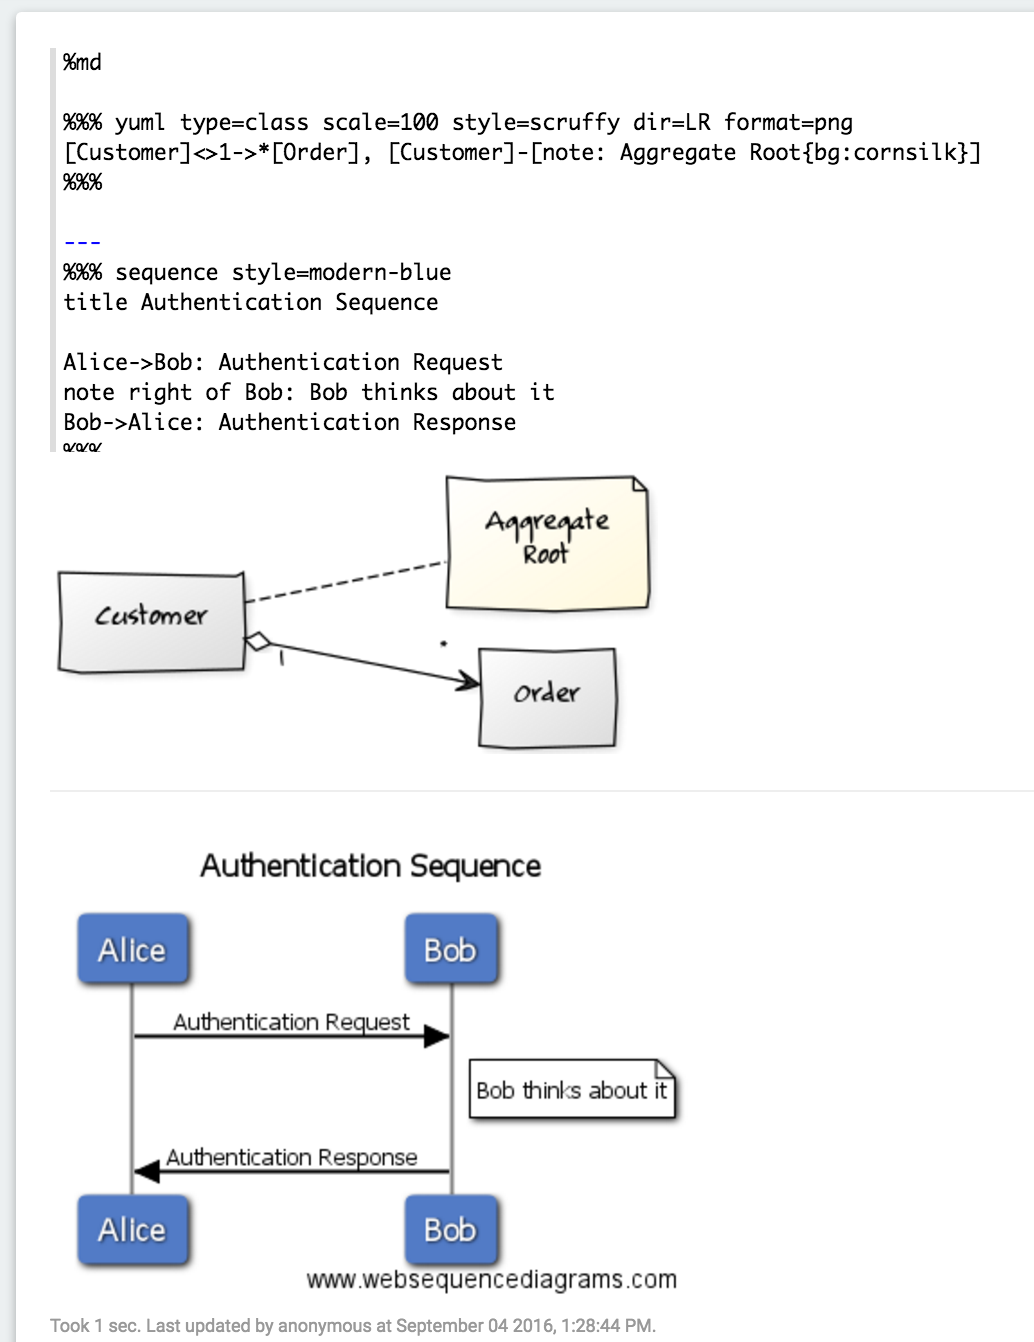 %md
%%% yuml type=class scale=100 style=scruffy dir=LR format=png
[Customer]<>1->*[Order], [Customer]-[note: Aggregate Root{bg:cornsilk}]
%%%
---
%%% sequence style=modern-blue
title Authentication Sequence
Alice->Bob: Authentication Request
note right of Bob: Bob thinks about it
Bob->Alice: Authentication Response
%%%
Aggregate
Root
Customer
1
*
Order
Authentication Sequence
Alice
Bob
Authentication Request
Bob thinks about it
Authentication Response
Alice
Bob
www.websequencediagrams.com
Took 1 sec. Last updated by anonymous at September 04 2016, 1:28:44 PM.